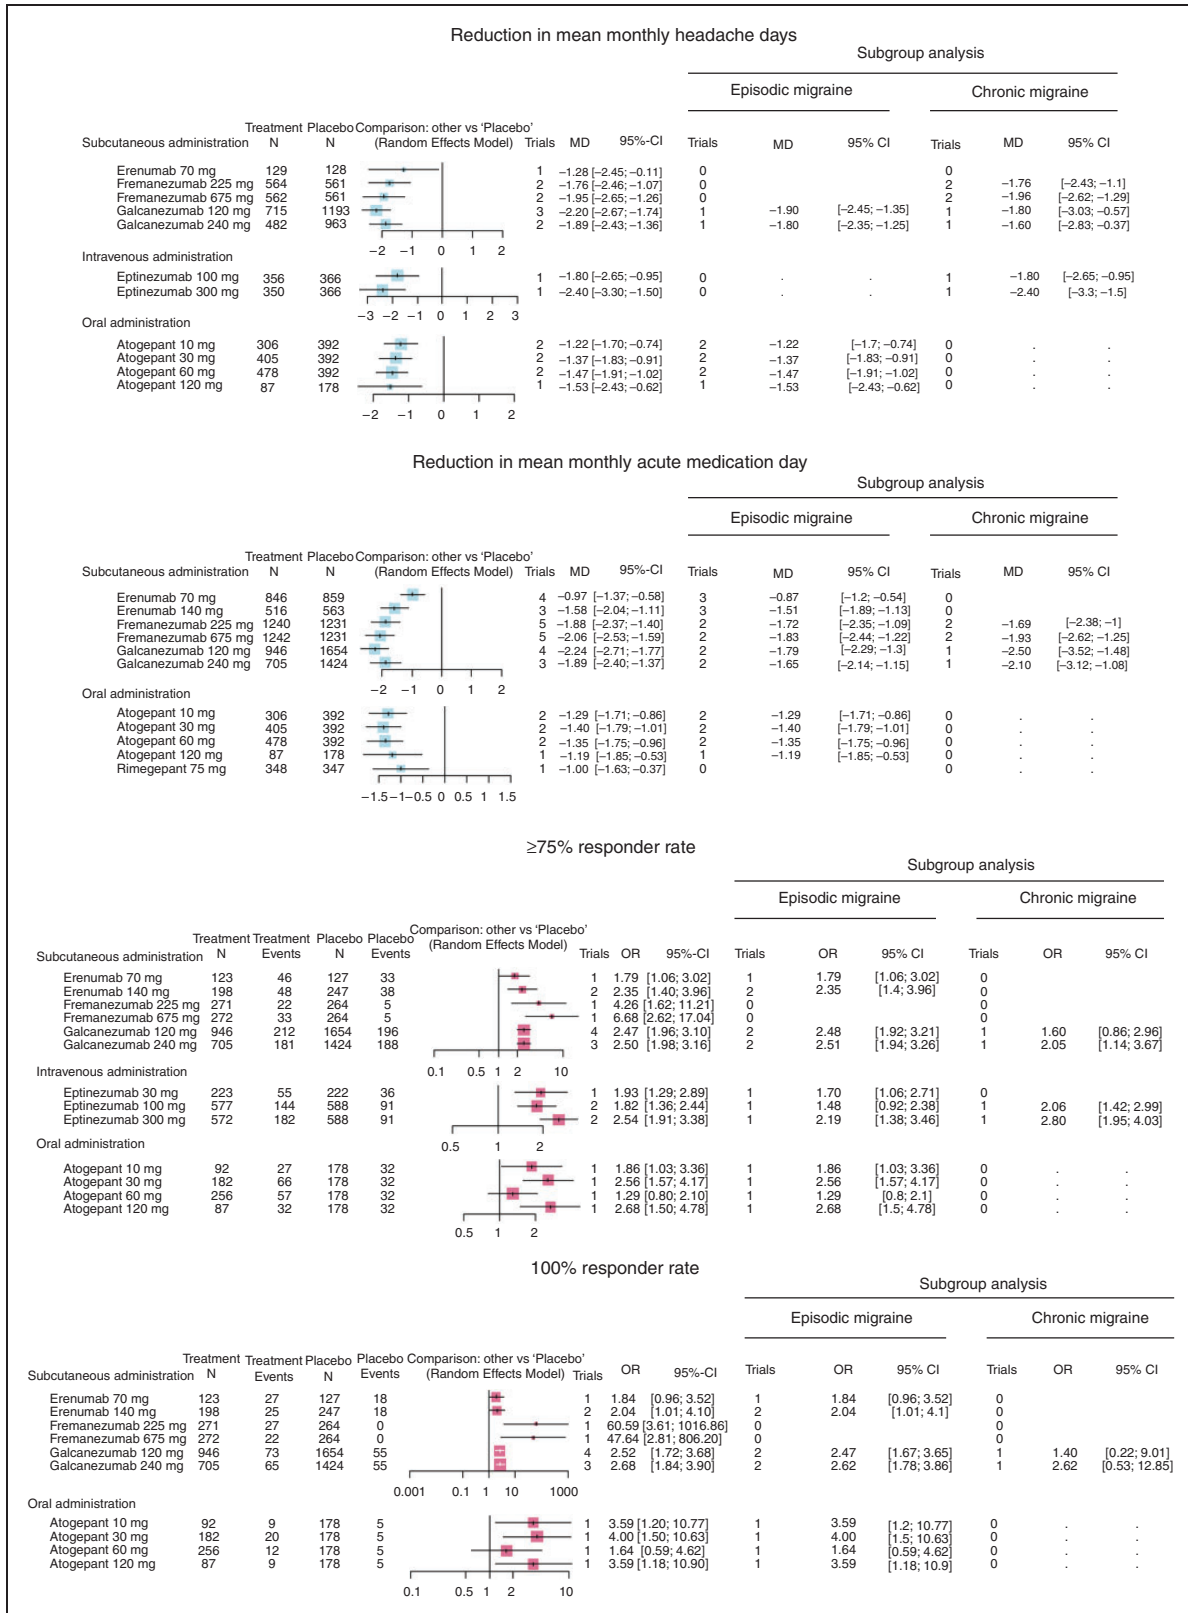 Reduction in mean monthly headache days
Subgroup analysis
Episodic migraine Chronic migraine
Treatment Placebo Comparison: other vs 'Placebo'
Subcutaneous administration N N (Random Effects Model) Trials MD 95%-CI Trials MD 95% CI Trials MD 95% CI
Erenumab 70 mg 129 128 1 −1.28 [−2.45; −0.11] 0 0
Fremanezumab 225 mg 564 561 2 −1.76 [−2.46; −1.07] 0 2 −1.76 [−2.43; −1.1]
Fremanezumab 675 mg 562 561 2 −1.95 [−2.65; −1.26] 0 2 −1.96 [−2.62; −1.29]
Galcanezumab 120 mg 715 1193 3 −2.20 [−2.67; −1.74] 1 −1.90 [−2.45; −1.35] 1 −1.80 [−3.03; −0.57]
Galcanezumab 240 mg 482 963 2 −1.89 [−2.43; −1.36] 1 −1.80 [−2.35; −1.25] 1 −1.60 [−2.83; −0.37]
−2 −1 0 1 2
Intravenous administration
Eptinezumab 100 mg 356 366 1 −1.80 [−2.65; −0.95] 0 . . 1 −1.80 [−2.65; −0.95]
Eptinezumab 300 mg 350 366 1 −2.40 [−3.30; −1.50] 0 . . 1 −2.40 [−3.3; −1.5]
−3 −2 −1 0 1 2 3
Oral administration
Atogepant 10 mg 306 392 2 −1.22 [−1.70; −0.74] 2 −1.22 [−1.7; −0.74] 0 . .
Atogepant 30 mg 405 392 2 −1.37 [−1.83; −0.91] 2 −1.37 [−1.83; −0.91] 0 . .
Atogepant 60 mg 478 392 2 −1.47 [−1.91; −1.02] 2 −1.47 [−1.91; −1.02] 0 . .
Atogepant 120 mg 87 178 1 −1.53 [−2.43; −0.62] 1 −1.53 [−2.43; −0.62] 0 . .
−2 −1 0 1 2
Reduction in mean monthly acute medication day
Subgroup analysis
Episodic migraine Chronic migraine
Treatment Placebo Comparison: other vs 'Placebo'
Subcutaneous administration N N (Random Effects Model) Trials MD 95%-CI Trials MD 95% CI Trials MD 95% CI
Erenumab 70 mg 846 859 4 −0.97 [−1.37; −0.58] 3 −0.87 [−1.2; −0.54] 0
Erenumab 140 mg 516 563 3 −1.58 [−2.04; −1.11] 3 −1.51 [−1.89; −1.13] 0
Fremanezumab 225 mg 1240 1231 5 −1.88 [−2.37; −1.40] 2 −1.72 [−2.35; −1.09] 2 −1.69 [−2.38; −1]
Fremanezumab 675 mg 1242 1231 5 −2.06 [−2.53; −1.59] 2 −1.83 [−2.44; −1.22] 2 −1.93 [−2.62; −1.25]
Galcanezumab 120 mg 946 1654 4 −2.24 [−2.71; −1.77] 2 −1.79 [−2.29; −1.3] 1 −2.50 [−3.52; −1.48]
Galcanezumab 240 mg 705 1424 3 −1.89 [−2.40; −1.37] 2 −1.65 [−2.14; −1.15] 1 −2.10 [−3.12; −1.08]
−2 −1 0 1 2
Oral administration
Atogepant 10 mg 306 392 2 −1.29 [−1.71; −0.86] 2 −1.29 [−1.71; −0.86] 0 . .
Atogepant 30 mg 405 392 2 −1.40 [−1.79; −1.01] 2 −1.40 [−1.79; −1.01] 0 . .
Atogepant 60 mg 478 392 2 −1.35 [−1.75; −0.96] 2 −1.35 [−1.75; −0.96] 0 . .
Atogepant 120 mg 87 178 1 −1.19 [−1.85; −0.53] 1 −1.19 [−1.85; −0.53] 0 . .
Rimegepant 75 mg 348 347 1 −1.00 [−1.63; −0.37] 0 0 . .
−1.5−1−0.5 0 0.5 1 1.5
≥75% responder rate
Subgroup analysis
Episodic migraine Chronic migraine
Treatment Treatment Placebo Placebo Comparison: other vs 'Placebo'
Subcutaneous administration N Events N Events (Random Effects Model) Trials OR 95%-CI Trials OR 95% CI Trials OR 95% CI
Erenumab 70 mg 123 46 127 33 1 1.79 [1.06; 3.02] 1 1.79 [1.06; 3.02] 0
Erenumab 140 mg 198 48 247 38 2 2.35 [1.40; 3.96] 2 2.35 [1.4; 3.96] 0
Fremanezumab 225 mg 271 22 264 5 1 4.26 [1.62; 11.21] 0 0
Fremanezumab 675 mg 272 33 264 5 1 6.68 [2.62; 17.04] 0 0
Galcanezumab 120 mg 946 212 1654 196 4 2.47 [1.96; 3.10] 2 2.48 [1.92; 3.21] 1 1.60 [0.86; 2.96]
Galcanezumab 240 mg 705 181 1424 188 3 2.50 [1.98; 3.16] 2 2.51 [1.94; 3.26] 1 2.05 [1.14; 3.67]
0.1 0.5 1 2 10
Intravenous administration
Eptinezumab 30 mg 223 55 222 36 1 1.93 [1.29; 2.89] 1 1.70 [1.06; 2.71] 0
Eptinezumab 100 mg 577 144 588 91 2 1.82 [1.36; 2.44] 1 1.48 [0.92; 2.38] 1 2.06 [1.42; 2.99]
Eptinezumab 300 mg 572 182 588 91 2 2.54 [1.91; 3.38] 1 2.19 [1.38; 3.46] 1 2.80 [1.95; 4.03]
0.5 1 2
Oral administration
Atogepant 10 mg 92 27 178 32 1 1.86 [1.03; 3.36] 1 1.86 [1.03; 3.36] 0 . .
Atogepant 30 mg 182 66 178 32 1 2.56 [1.57; 4.17] 1 2.56 [1.57; 4.17] 0 . .
Atogepant 60 mg 256 57 178 32 1 1.29 [0.80; 2.10] 1 1.29 [0.8; 2.1] 0 . .
Atogepant 120 mg 87 32 178 32 1 2.68 [1.50; 4.78] 1 2.68 [1.5; 4.78] 0 . .
0.5 1 2
100% responder rate
Subgroup analysis
Episodic migraine Chronic migraine
Treatment Treatment Placebo Placebo Comparison: other vs 'Placebo'
Subcutaneous administration N Events N Events (Random Effects Model) Trials OR 95%-CI Trials OR 95% CI Trials OR 95% CI
Erenumab 70 mg 123 27 127 18 1 1.84 [0.96; 3.52] 1 1.84 [0.96; 3.52] 0
Erenumab 140 mg 198 25 247 18 2 2.04 [1.01; 4.10] 2 2.04 [1.01; 4.1] 0
Fremanezumab 225 mg 271 27 264 0 1 60.59 [3.61; 1016.86] 0 0
Fremanezumab 675 mg 272 22 264 0 1 47.64 [2.81; 806.20] 0 0
Galcanezumab 120 mg 946 73 1654 55 4 2.52 [1.72; 3.68] 2 2.47 [1.67; 3.65] 1 1.40 [0.22; 9.01]
Galcanezumab 240 mg 705 65 1424 55 3 2.68 [1.84; 3.90] 2 2.62 [1.78; 3.86] 1 2.62 [0.53; 12.85]
0.001 0.1 1 10 1000
Oral administration
Atogepant 10 mg 92 9 178 5 1 3.59 [1.20; 10.77] 1 3.59 [1.2; 10.77] 0 . .
Atogepant 30 mg 182 20 178 5 1 4.00 [1.50; 10.63] 1 4.00 [1.5; 10.63] 0 . .
Atogepant 60 mg 256 12 178 5 1 1.64 [0.59; 4.62] 1 1.64 [0.59; 4.62] 0 . .
Atogepant 120 mg 87 9 178 5 1 3.59 [1.18; 10.90] 1 3.59 [1.18; 10.9] 0 . .
0.1 0.5 1 2 10